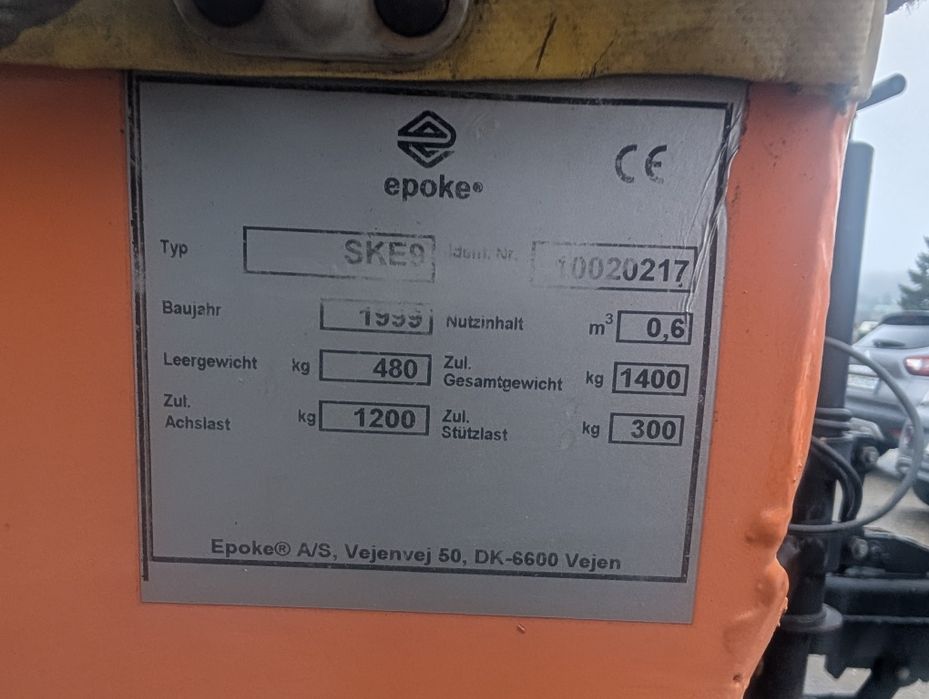 epoke®
CE
Typ SKE9 Ident. Nr. 10020217
Baujahr 1999 Nutzinhalt m³ 0,6
Leergewicht kg 480 Zul. Gesamtgewicht kg 1400
Zul. Achslast kg 1200 Zul. Stützlast kg 300
Epoke® A/S, Vejenvej 50, DK-6600 Vejen